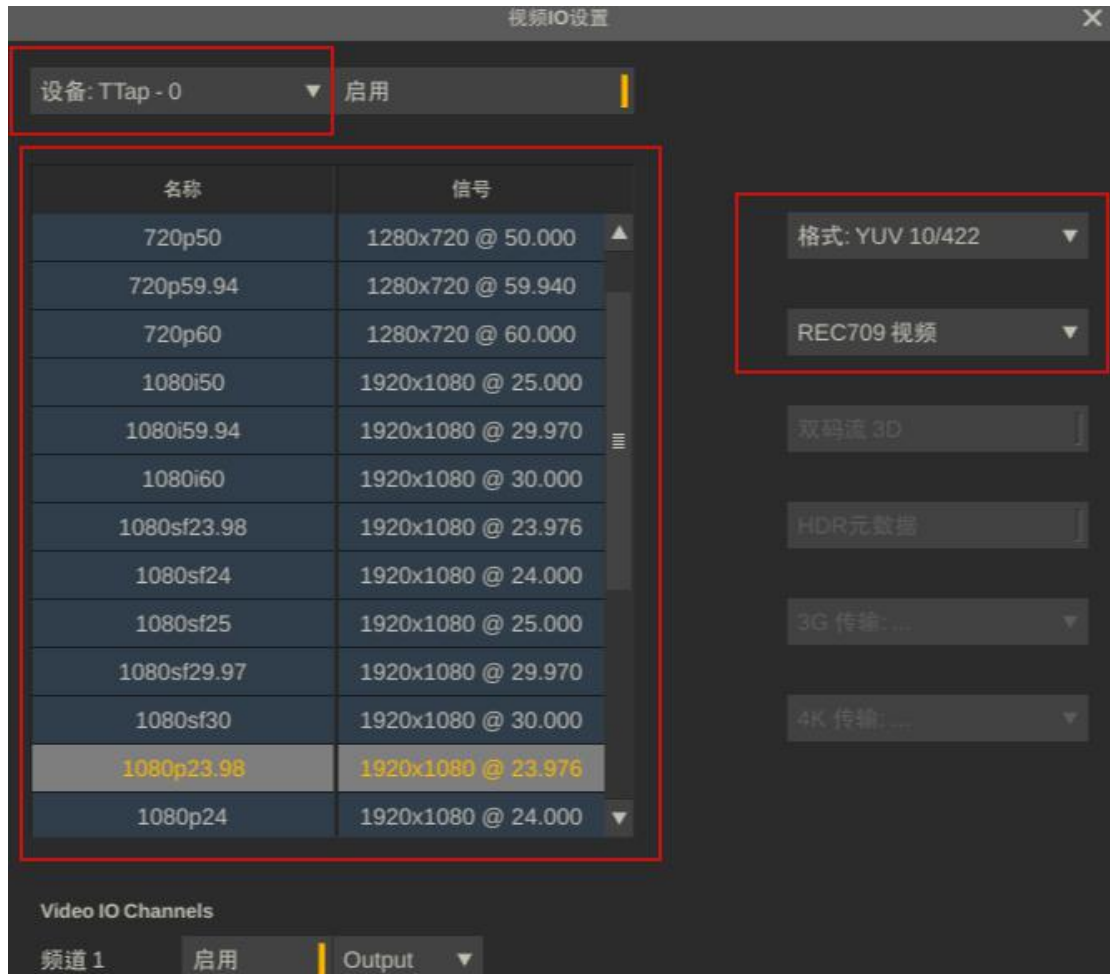 视频IO设置
设备: TTap - 0 启用
名称 信号
720p50 1280x720 @ 50.000
格式: YUV 10/422
720p59.94 1280x720 @ 59.940
720p60 1280x720 @ 60.000
REC709 视频
1080i50 1920x1080 @ 25.000
1080i59.94 1920x1080 @ 29.970
双码流 3D
1080i60 1920x1080 @ 30.000
1080sf23.98 1920x1080 @ 23.976
HDR元数据
1080sf24 1920x1080 @ 24.000
1080sf25 1920x1080 @ 25.000
3G 传输: ...
1080sf29.97 1920x1080 @ 29.970
1080sf30 1920x1080 @ 30.000
4K 传输: ...
1080p23.98 1920x1080 @ 23.976
1080p24 1920x1080 @ 24.000
Video IO Channels
频道 1 启用 Output